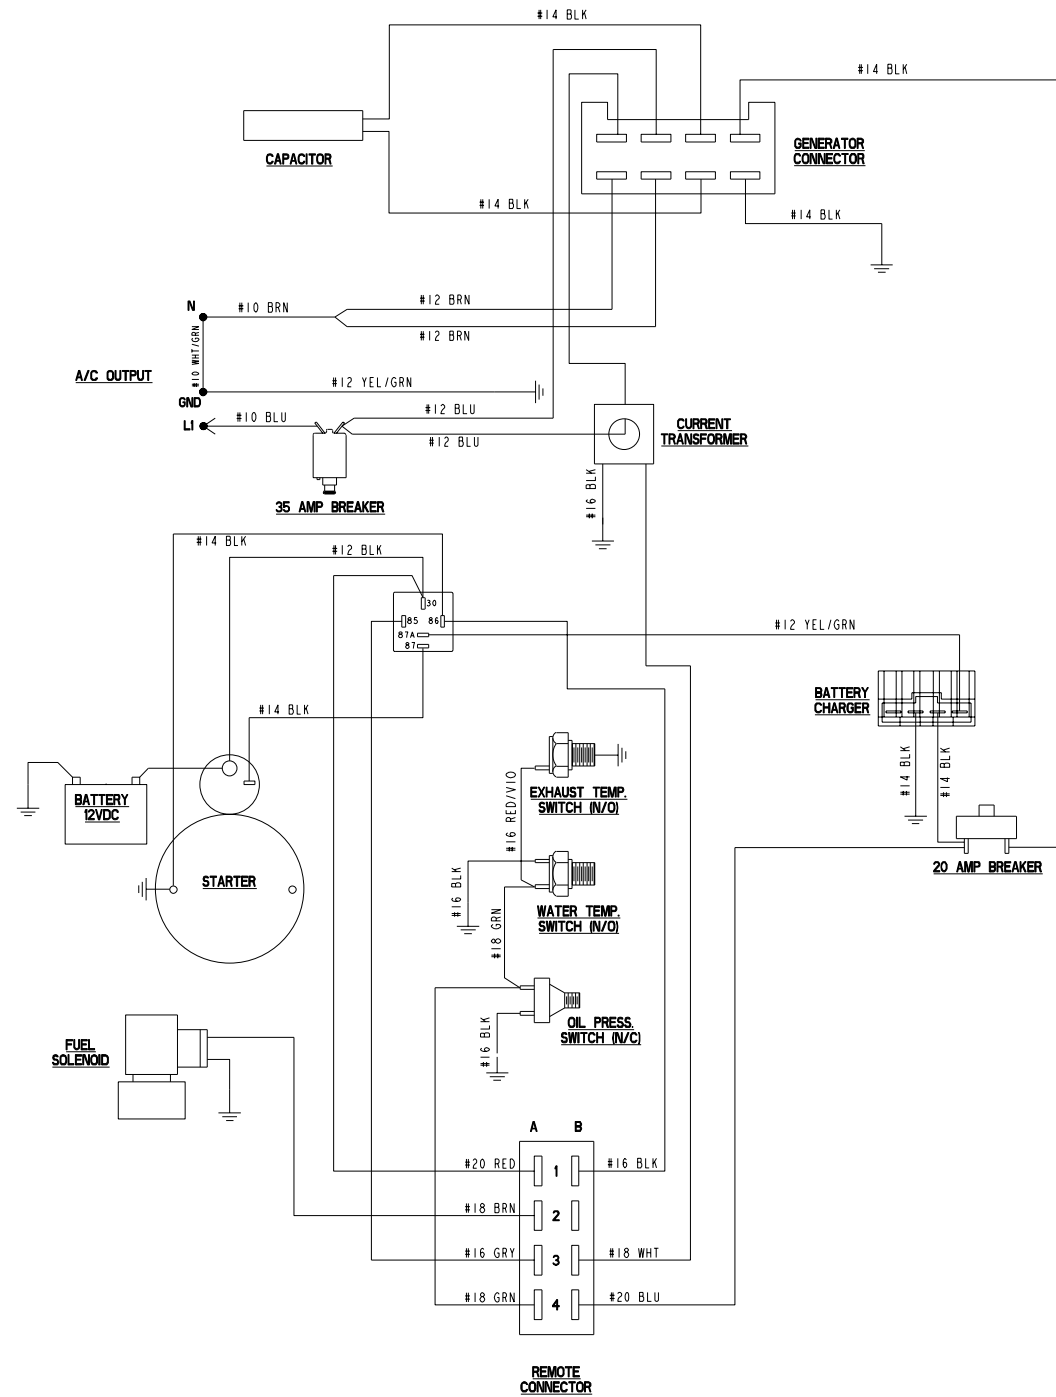 #14 BLK
#14 BLK
GENERATOR
CONNECTOR
CAPACITOR
#14 BLK
#14 BLK
N
#10 BRN
#12 BRN
#12 BRN
#10 WHT/GRN
A/C OUTPUT
#12 YEL/GRN
GND
L1
#10 BLU
#12 BLU
#12 BLU
CURRENT
TRANSFORMER
#16 BLK
35 AMP BREAKER
#14 BLK
#12 BLK
30
85
86
87A
87
#12 YEL/GRN
BATTERY
CHARGER
#14 BLK
#14 BLK
#14 BLK
EXHAUST TEMP.
SWITCH (N/O)
#16 RED/VIO
BATTERY
12VDC
20 AMP BREAKER
STARTER
#16 BLK
WATER TEMP.
SWITCH (N/O)
#18 GRN
OIL PRESS.
SWITCH (N/C)
#16 BLK
FUEL
SOLENOID
A B
#20 RED 1 #16 BLK
#18 BRN 2
#16 GRY 3 #18 WHT
#18 GRN 4 #20 BLU
REMOTE
CONNECTOR